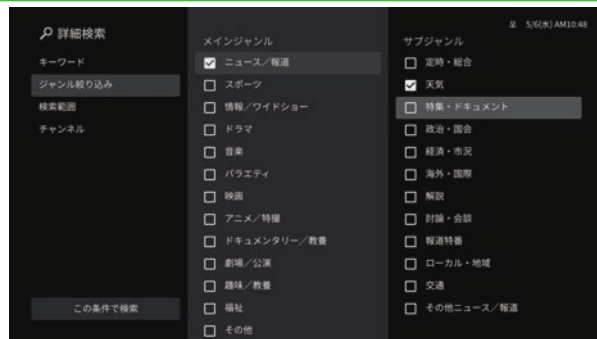 詳細検索
キーワード
ジャンル絞り込み
検索範囲
チャンネル
この条件で検索
メインジャンル
ニュース／報道
スポーツ
情報／ワイドショー
ドラマ
音楽
バラエティ
映画
アニメ／特撮
ドキュメンタリー／教養
劇場／公演
趣味／教養
福祉
その他
5/6(水) AM10:48
サブジャンル
定時・総合
天気
特集・ドキュメント
政治・国会
経済・市況
海外・国際
解説
討論・会談
報道特番
ローカル・地域
交通
その他ニュース／報道